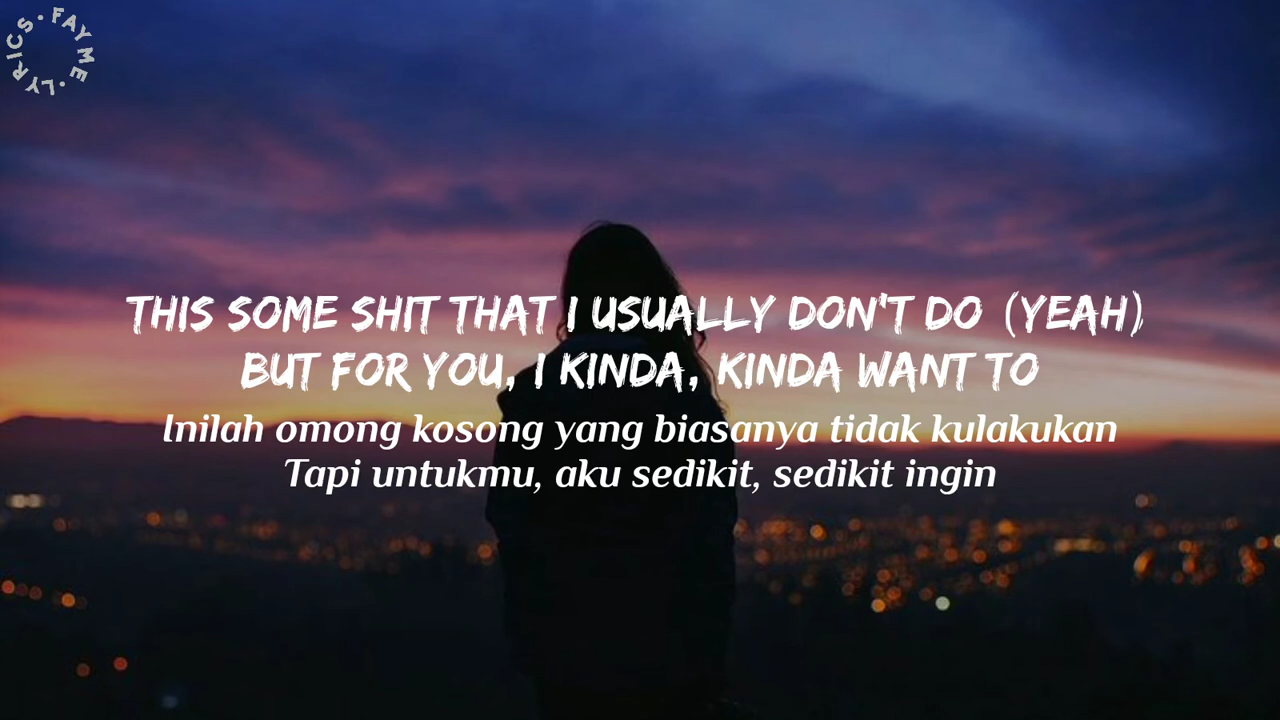 FAYME • LYRICS •
THIS SOME SHIT THAT I USUALLY DON'T DO (YEAH)
BUT FOR YOU, I KINDA, KINDA WANT TO
Inilah omong kosong yang biasanya tidak kulakukan
Tapi untukmu, aku sedikit, sedikit ingin